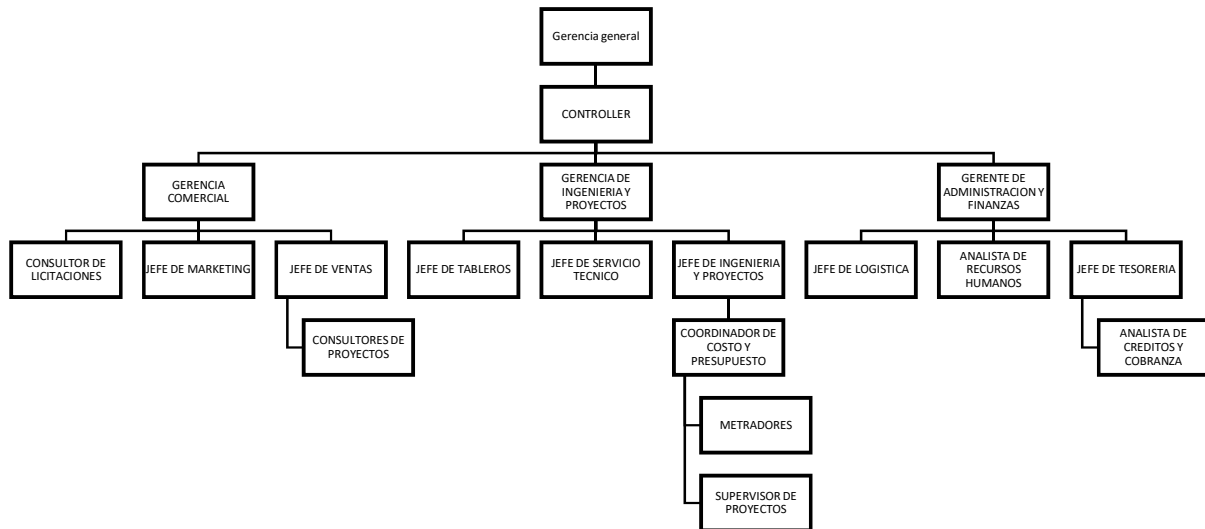 Gerencia general
CONTROLLER
GERENCIA
COMERCIAL
GERENCIA DE
INGENIERIA Y
PROYECTOS
GERENTE DE
ADMINISTRACION Y
FINANZAS
CONSULTOR DE
LICITACIONES
JEFE DE MARKETING
JEFE DE VENTAS
JEFE DE TABLEROS
JEFE DE SERVICIO
TECNICO
JEFE DE INGENIERIA
Y PROYECTOS
JEFE DE LOGISTICA
ANALISTA DE
RECURSOS
HUMANOS
JEFE DE TESORERIA
CONSULTORES DE
PROYECTOS
COORDINADOR DE
COSTO Y
PRESUPUESTO
ANALISTA DE
CREDITOS Y
COBRANZA
METRADORES
SUPERVISOR DE
PROYECTOS